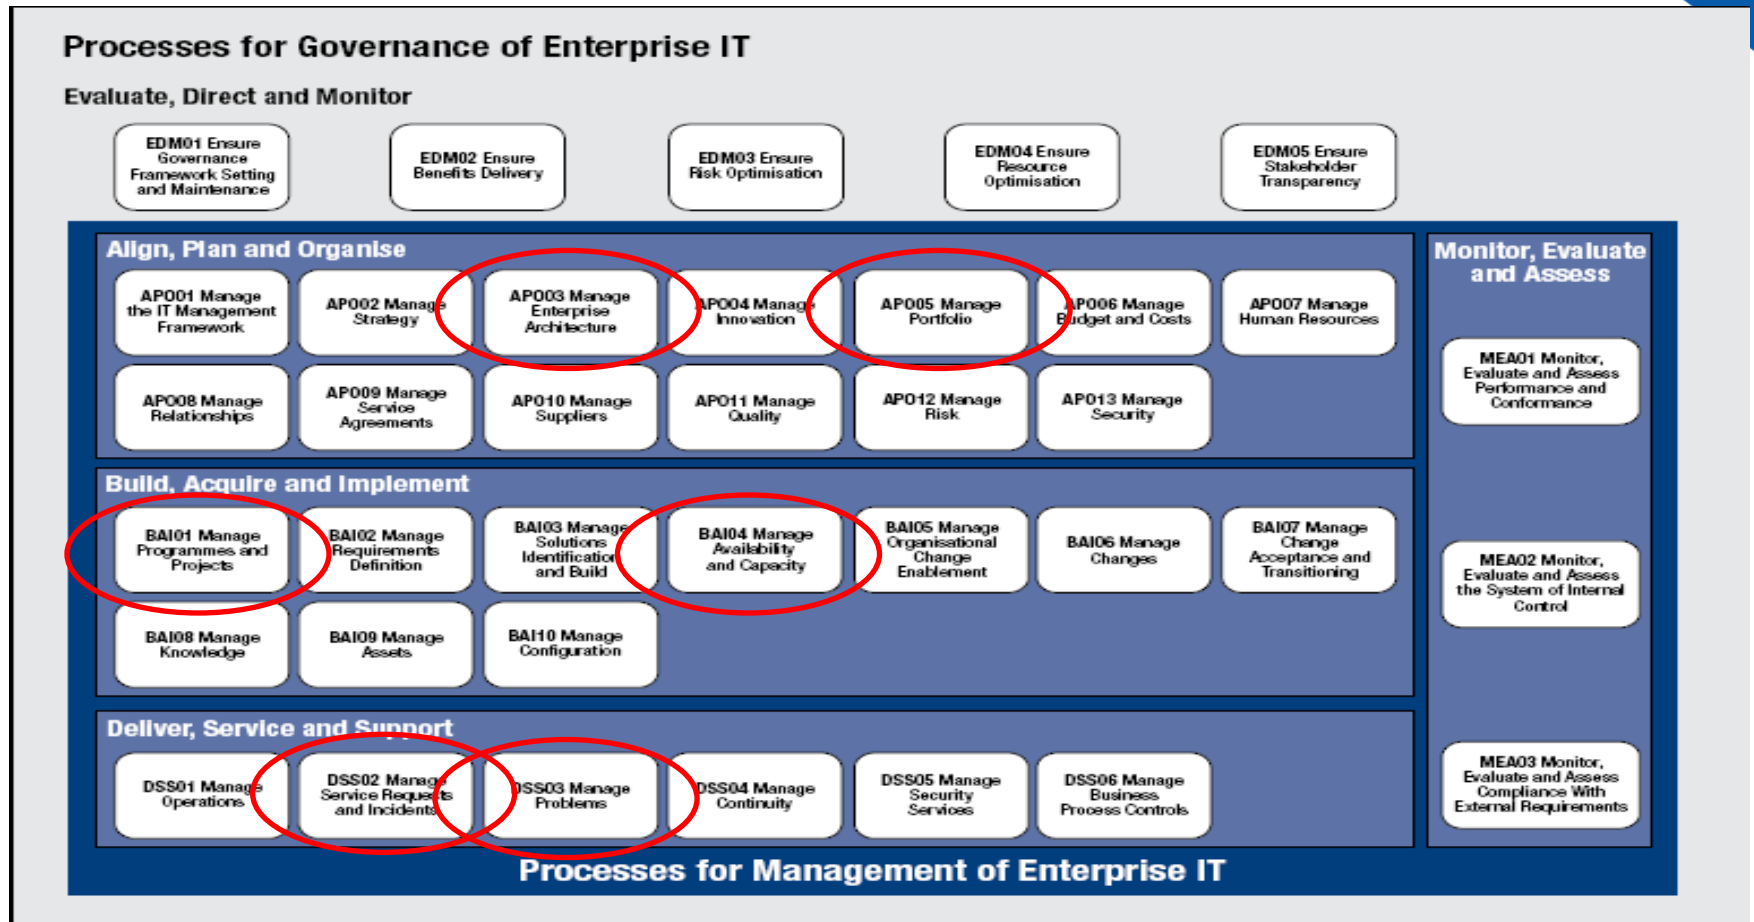 Processes for Governance of Enterprise IT
Evaluate, Direct and Monitor
EDM01 Ensure
Governance
Framework Setting
and Maintenance
EDM02 Ensure
Benefits Delivery
EDM03 Ensure
Risk Optimisation
EDM04 Ensure
Resource
Optimisation
EDM05 Ensure
Stakeholder
Transparency
Align, Plan and Organise
APO01 Manage
the IT Management
Framework
APO02 Manage
Strategy
APO03 Manage
Enterprise
Architecture
APO04 Manage
Innovation
APO05 Manage
Portfolio
APO06 Manage
Budget and Costs
APO07 Manage
Human Resources
APO08 Manage
Relationships
APO09 Manage
Service
Agreements
APO10 Manage
Suppliers
APO11 Manage
Quality
APO12 Manage
Risk
APO13 Manage
Security
Build, Acquire and Implement
BAI01 Manage
Programmes and
Projects
BAI02 Manage
Requirements
Definition
BAI03 Manage
Solutions
Identification
and Build
BAI04 Manage
Availability
and Capacity
BAI05 Manage
Organisational
Change
Enablement
BAI06 Manage
Changes
BAI07 Manage
Change
Acceptance and
Transitioning
BAI08 Manage
Knowledge
BAI09 Manage
Assets
BAI10 Manage
Configuration
Deliver, Service and Support
DSS01 Manage
Operations
DSS02 Manage
Service Requests
and Incidents
DSS03 Manage
Problems
DSS04 Manage
Continuity
DSS05 Manage
Security
Services
DSS06 Manage
Business
Process Controls
Monitor, Evaluate
and Assess
MEA01 Monitor,
Evaluate and Assess
Performance and
Conformance
MEA02 Monitor,
Evaluate and Assess
the System of Internal
Control
MEA03 Monitor,
Evaluate and Assess
Compliance With
External Requirements
Processes for Management of Enterprise IT